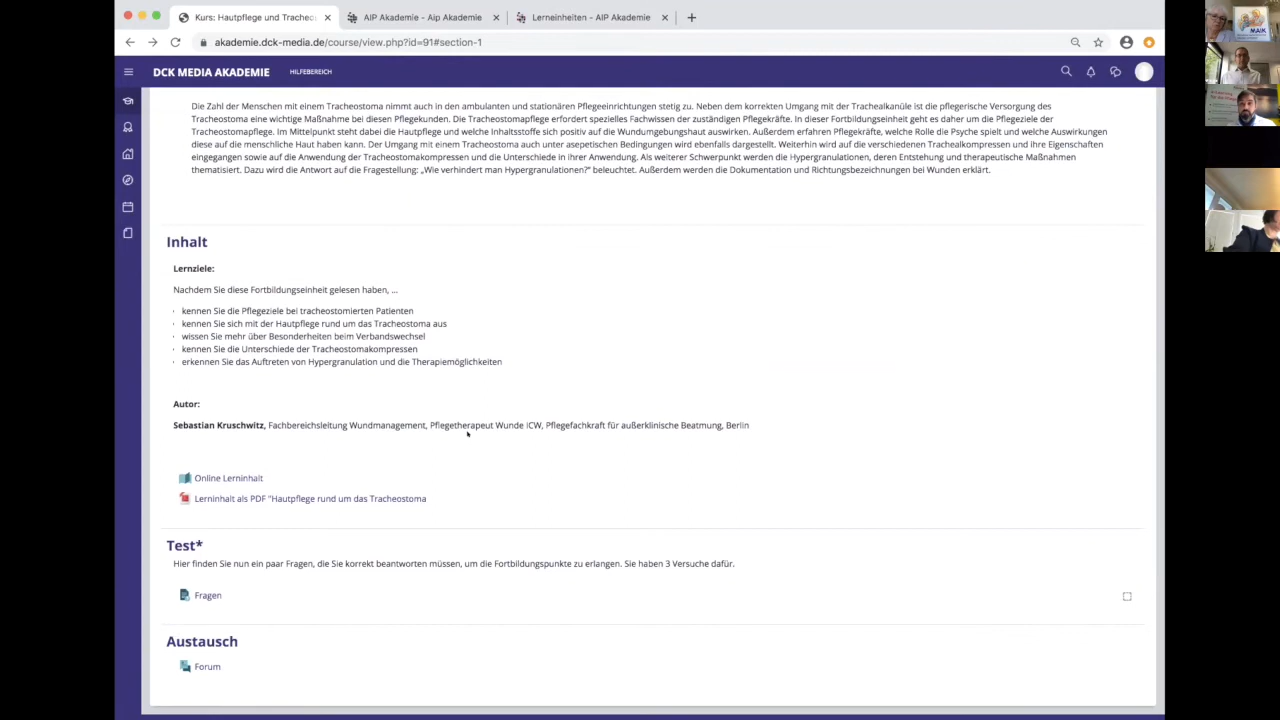 Kurs: Hautpflege und Tracheos
AIP Akademie - Aip Akademie
Lerneinheiten - AIP Akademie
akademie.dck-media.de/course/view.php?id=91#section-1
DCK MEDIA AKADEMIE
HILFEBEREICH
Die Zahl der Menschen mit einem Tracheostoma nimmt auch in den ambulanten und stationären Pflegeeinrichtungen stetig zu. Neben dem korrekten Umgang mit der Trachealkanüle ist die pflegerische Versorgung des
Tracheostoma eine wichtige Maßnahme bei diesen Pflegekunden. Die Tracheostomapflege erfordert spezielles Fachwissen der zuständigen Pflegekräfte. In dieser Fortbildungseinheit geht es daher um die Pflegeziele der
Tracheostomapflege. Im Mittelpunkt steht dabei die Hautpflege und welche Inhaltsstoffe sich positiv auf die Wundumgebungshaut auswirken. Außerdem erfahren Pflegekräfte, welche Rolle die Psyche spielt und welche Auswirkungen
diese auf die menschliche Haut haben kann. Der Umgang mit einem Tracheostoma auch unter asepetischen Bedingungen wird ebenfalls dargestellt. Weiterhin wird auf die verschiedenen Trachealkompressen und ihre Eigenschaften
eingegangen sowie auf die Anwendung der Tracheostomakompressen und die Unterschiede in ihrer Anwendung. Als weiterer Schwerpunkt werden die Hypergranulationen, deren Entstehung und therapeutische Maßnahmen
thematisiert. Dazu wird die Antwort auf die Fragestellung: „Wie verhindert man Hypergranulationen?" beleuchtet. Außerdem werden die Dokumentation und Richtungsbezeichnungen bei Wunden erklärt.
Inhalt
Lernziele:
Nachdem Sie diese Fortbildungseinheit gelesen haben, ...
· kennen Sie die Pflegeziele bei tracheostomierten Patienten
· kennen Sie sich mit der Hautpflege rund um das Tracheostoma aus
· wissen Sie mehr über Besonderheiten beim Verbandswechsel
· kennen Sie die Unterschiede der Tracheostomakompressen
· erkennen Sie das Auftreten von Hypergranulation und die Therapiemöglichkeiten
Autor:
Sebastian Kruschwitz, Fachbereichsleitung Wundmanagement, Pflegetherapeut Wunde ICW, Pflegefachkraft für außerklinische Beatmung, Berlin
Online Lerninhalt
Lerninhalt als PDF "Hautpflege rund um das Tracheostoma
Test*
Hier finden Sie nun ein paar Fragen, die Sie korrekt beantworten müssen, um die Fortbildungspunkte zu erlangen. Sie haben 3 Versuche dafür.
Fragen
Austausch
Forum
MAIK